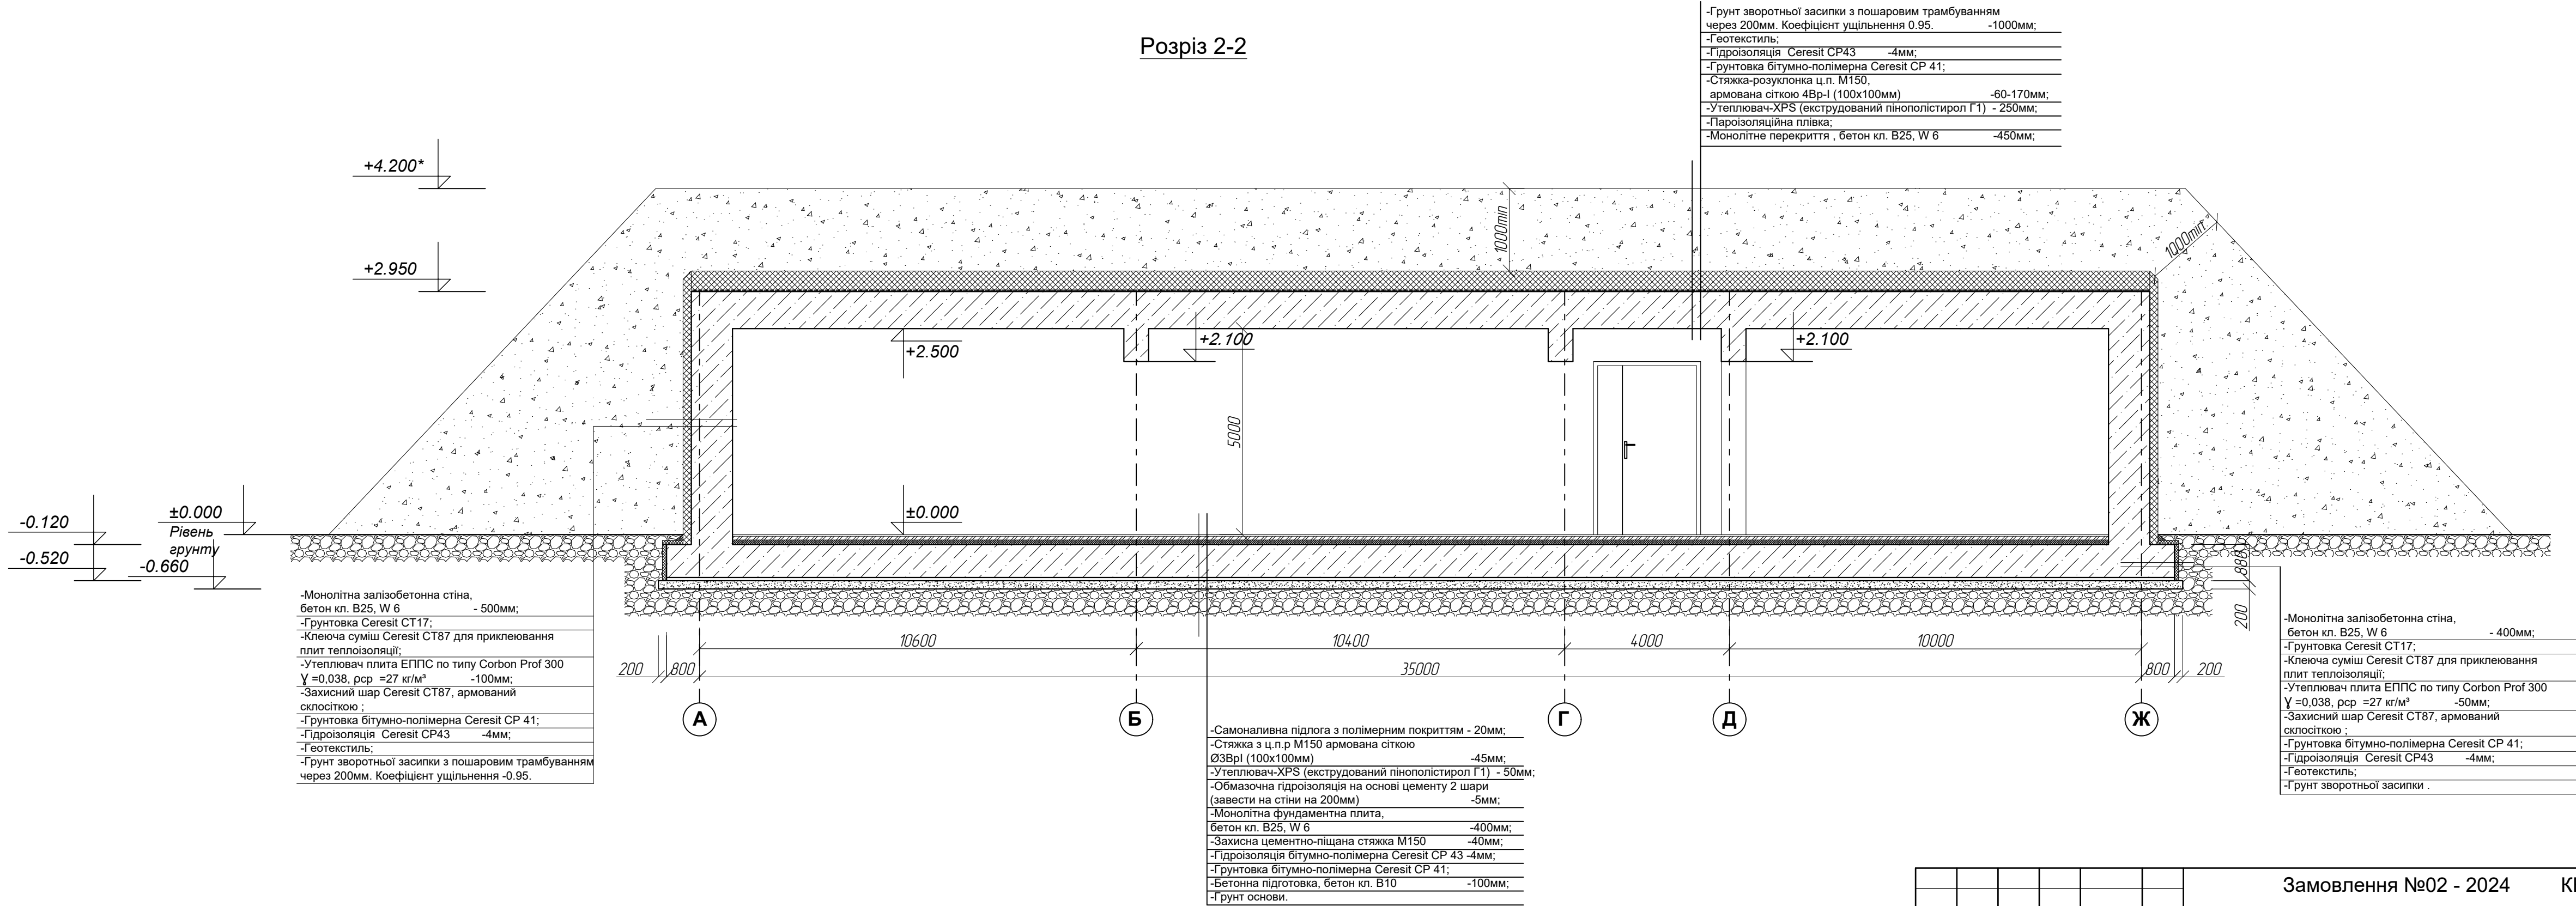 Розріз 2-2
-Грунт зворотньої засипки з пошаровим трамбуванням
через 200мм. Коефіцієнт ущільнення 0.95. -1000мм;
-Геотекстиль;
-Гідроізоляція Ceresit CP43 -4мм;
-Грунтовка бітумно-полімерна Ceresit CP 41;
-Стяжка-розуклонка ц.п. М150,
армована сіткою 4Вр-І (100х100мм) -60-170мм;
-Утеплювач-XPS (екструдований пінополістирол Г1) - 250мм;
-Пароізоляційна плівка;
-Монолітне перекриття , бетон кл. В25, W 6 -450мм;
+4.200*
+2.950
1000min
1000min
+2.500
+2.100
+2.100
5000
±0.000
-0.120
±0.000
Рівень
грунту
-0.520
-0.660
880
200
-Монолітна залізобетонна стіна,
бетон кл. В25, W 6 - 500мм;
-Грунтовка Ceresit СТ17;
-Клеюча суміш Ceresit СТ87 для приклеювання
плит теплоізоляції;
-Утеплювач плита ЕППС по типу Corbon Prof 300
Ɣ =0,038, ρср =27 кг/м³ -100мм;
-Захисний шар Ceresit СТ87, армований
склосіткою ;
-Грунтовка бітумно-полімерна Ceresit CP 41;
-Гідроізоляція Ceresit CP43 -4мм;
-Геотекстиль;
-Грунт зворотньої засипки з пошаровим трамбуванням
через 200мм. Коефіцієнт ущільнення -0.95.
10600
10400
4000
10000
200
800
35000
800
200
А
Б
Г
Д
Ж
-Самоналивна підлога з полімерним покриттям - 20мм;
-Стяжка з ц.п.р М150 армована сіткою
Ø3ВрІ (100х100мм) -45мм;
-Утеплювач-XPS (екструдований пінополістирол Г1) - 50мм;
-Обмазочна гідроізоляція на основі цементу 2 шари
(завести на стіни на 200мм) -5мм;
-Монолітна фундаментна плита,
бетон кл. В25, W 6 -400мм;
-Захисна цементно-піщана стяжка М150 -40мм;
-Гідроізоляція бітумно-полімерна Ceresit CP 43 -4мм;
-Грунтовка бітумно-полімерна Ceresit CP 41;
-Бетонна підготовка, бетон кл. В10 -100мм;
-Грунт основи.
-Монолітна залізобетонна стіна,
бетон кл. В25, W 6 - 400мм;
-Грунтовка Ceresit СТ17;
-Клеюча суміш Ceresit СТ87 для приклеювання
плит теплоізоляції;
-Утеплювач плита ЕППС по типу Corbon Prof 300
Ɣ =0,038, ρср =27 кг/м³ -50мм;
-Захисний шар Ceresit СТ87, армований
склосіткою ;
-Грунтовка бітумно-полімерна Ceresit CP 41;
-Гідроізоляція Ceresit CP43 -4мм;
-Геотекстиль;
-Грунт зворотньої засипки .
Замовлення №02 - 2024